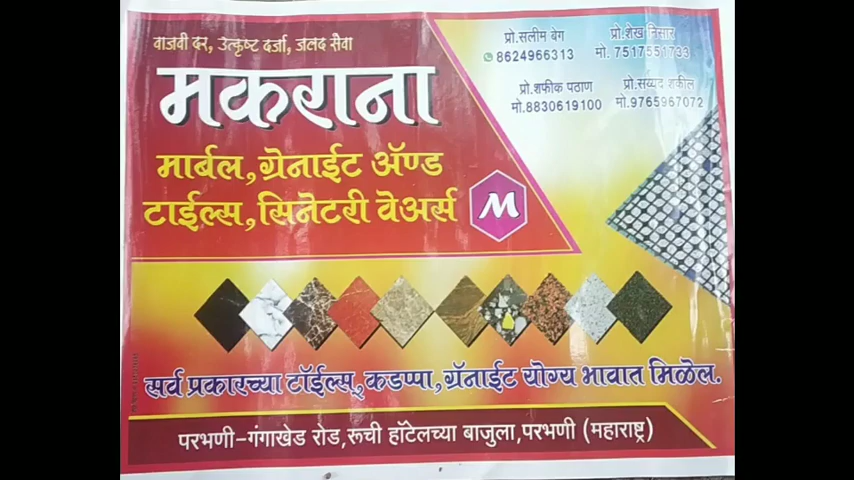 वाजवी दर, उत्कृष्ट दर्जा, जलद सेवा
मकराना
मार्बल,ग्रेनाईट ॲण्ड
टाईल्स,सिनेटरी वेअर्स
M
प्रो.सलीम बेग
8624966313
प्रो.शेख निसार
मो. 7517551733
प्रो.शफीक पठाण
मो.8830619100
प्रो.सय्यद शकील
मो.9765967072
सर्व प्रकारच्या टॉईल्स्,कडप्पा,ग्रॅनाईट योग्य भावात मिळेल.
परभणी-गंगाखेड रोड,रूची हॉटेलच्या बाजुला,परभणी (महाराष्ट्र)